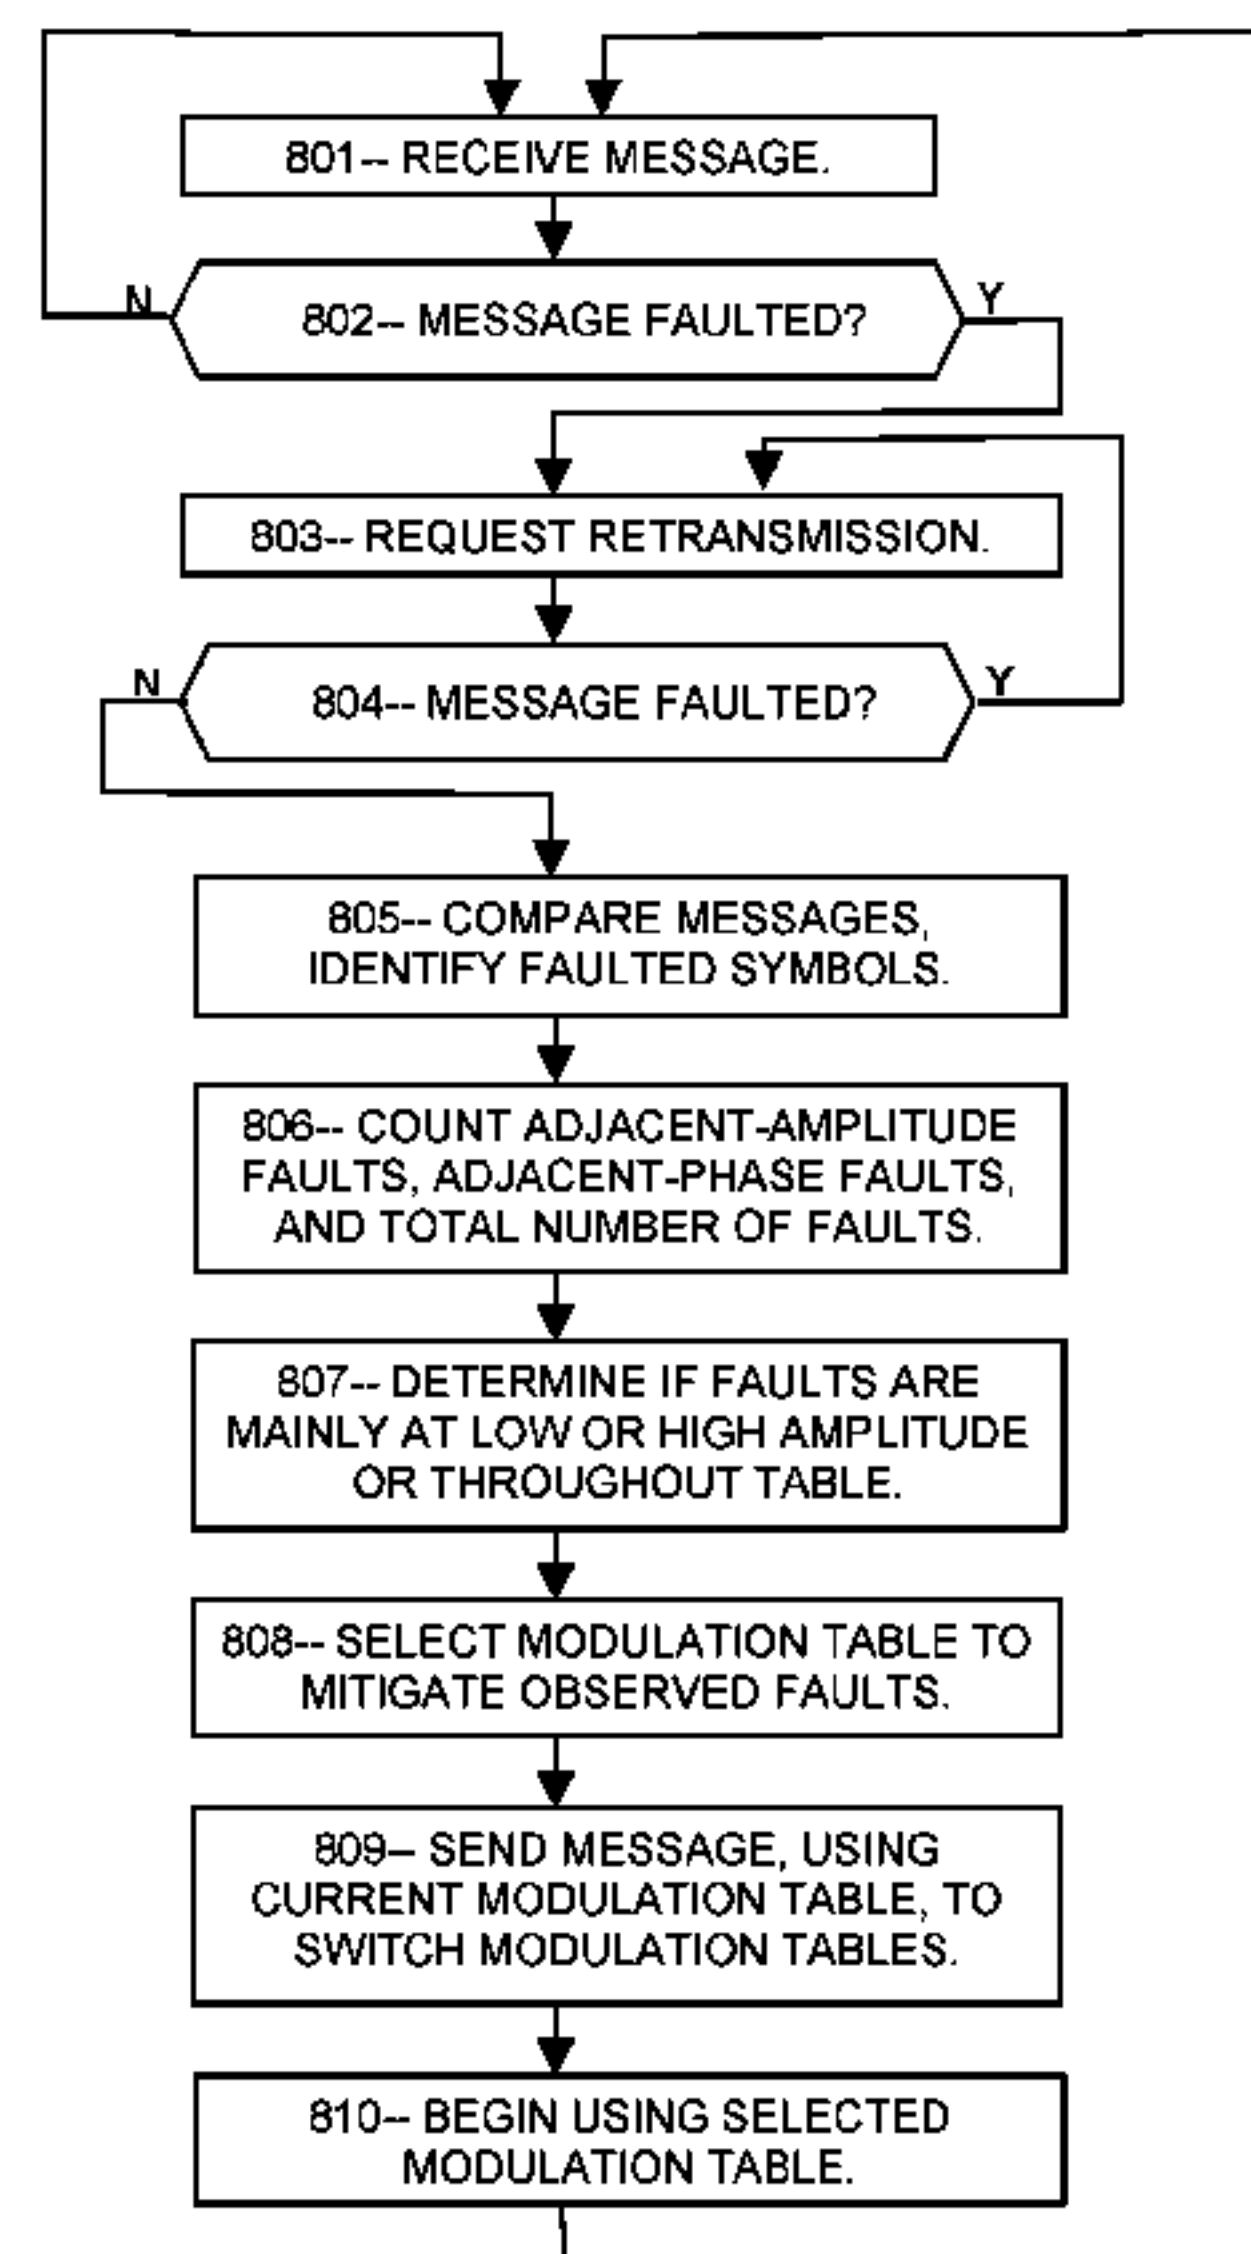 801-- RECEIVE MESSAGE.
N
802-- MESSAGE FAULTED?
Y
803-- REQUEST RETRANSMISSION.
N
804-- MESSAGE FAULTED?
Y
805-- COMPARE MESSAGES,
IDENTIFY FAULTED SYMBOLS.
806-- COUNT ADJACENT-AMPLITUDE
FAULTS, ADJACENT-PHASE FAULTS,
AND TOTAL NUMBER OF FAULTS.
807-- DETERMINE IF FAULTS ARE
MAINLY AT LOW OR HIGH AMPLITUDE
OR THROUGHOUT TABLE.
808-- SELECT MODULATION TABLE TO
MITIGATE OBSERVED FAULTS.
809-- SEND MESSAGE, USING
CURRENT MODULATION TABLE, TO
SWITCH MODULATION TABLES.
810-- BEGIN USING SELECTED
MODULATION TABLE.